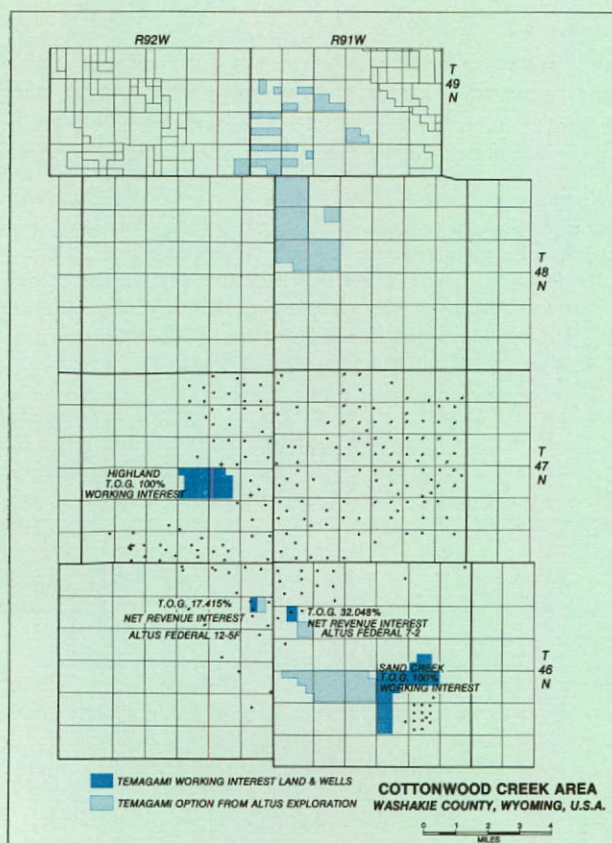 R92W
R91W
T
49
N
T
48
N
T
47
N
HIGHLAND
T.O.G. 100%
WORKING INTEREST
T.O.G. 17.415%
NET REVENUE INTEREST
ALTUS FEDERAL 12-5F
T.O.G. 32.048%
NET REVENUE INTEREST
ALTUS FEDERAL 7-2
SAND CREEK
T.O.G. 100%
WORKING INTEREST
T
46
N
TEMAGAMI WORKING INTEREST LAND & WELLS
TEMAGAMI OPTION FROM ALTUS EXPLORATION
COTTONWOOD CREEK AREA
WASHAKIE COUNTY, WYOMING, U.S.A.
0 1 2 3 4
MILES